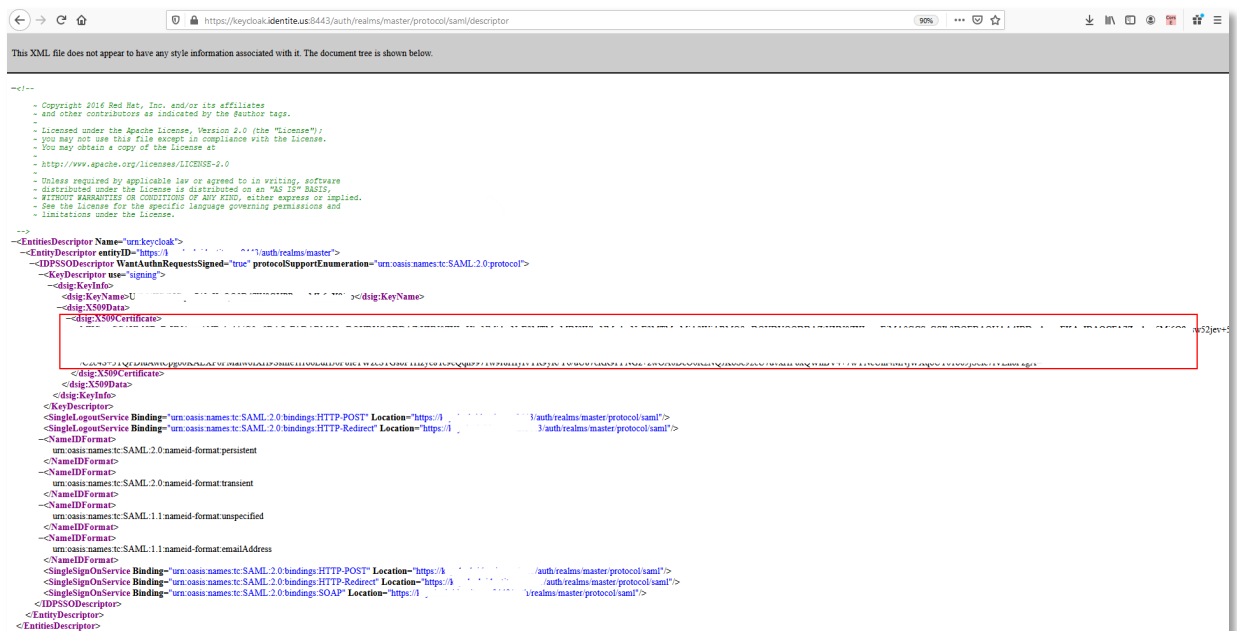 https://keycloak.identite.us:8443/auth/realms/master/protocol/saml/descriptor
90%
This XML file does not appear to have any style information associated with it. The document tree is shown below.
−<!--
- Copyright 2016 Red Hat, Inc. and/or its affiliates
- and other contributors as indicated by the @author tags.
-
- Licensed under the Apache License, Version 2.0 (the "License");
- you may not use this file except in compliance with the License.
- You may obtain a copy of the License at
-
- http://www.apache.org/licenses/LICENSE-2.0
-
- Unless required by applicable law or agreed to in writing, software
- distributed under the License is distributed on an "AS IS" BASIS,
- WITHOUT WARRANTIES OR CONDITIONS OF ANY KIND, either express or implied.
- See the License for the specific language governing permissions and
- limitations under the License.
-->
−<EntitiesDescriptor Name="urn:keycloak">
−<EntityDescriptor entityID="https:// /auth/realms/master">
−<IDPSSODescriptor WantAuthnRequestsSigned="true" protocolSupportEnumeration="urn:oasis:names:tc:SAML:2.0:protocol">
−<KeyDescriptor use="signing">
−<dsig:KeyInfo>
<dsig:KeyName> </dsig:KeyName>
−<dsig:X509Data>
−<dsig:X509Certificate>
</dsig:X509Certificate>
</dsig:X509Data>
</dsig:KeyInfo>
</KeyDescriptor>
<SingleLogoutService Binding="urn:oasis:names:tc:SAML:2.0:bindings:HTTP-POST" Location="https:// 3/auth/realms/master/protocol/saml"/>
<SingleLogoutService Binding="urn:oasis:names:tc:SAML:2.0:bindings:HTTP-Redirect" Location="https:// 3/auth/realms/master/protocol/saml"/>
−<NameIDFormat>
urn:oasis:names:tc:SAML:2.0:nameid-format:persistent
</NameIDFormat>
−<NameIDFormat>
urn:oasis:names:tc:SAML:2.0:nameid-format:transient
</NameIDFormat>
−<NameIDFormat>
urn:oasis:names:tc:SAML:1.1:nameid-format:unspecified
</NameIDFormat>
−<NameIDFormat>
urn:oasis:names:tc:SAML:1.1:nameid-format:emailAddress
</NameIDFormat>
<SingleSignOnService Binding="urn:oasis:names:tc:SAML:2.0:bindings:HTTP-POST" Location="https:// /auth/realms/master/protocol/saml"/>
<SingleSignOnService Binding="urn:oasis:names:tc:SAML:2.0:bindings:HTTP-Redirect" Location="https:// /auth/realms/master/protocol/saml"/>
<SingleSignOnService Binding="urn:oasis:names:tc:SAML:2.0:bindings:SOAP" Location="https:// /realms/master/protocol/saml"/>
</IDPSSODescriptor>
</EntityDescriptor>
</EntitiesDescriptor>